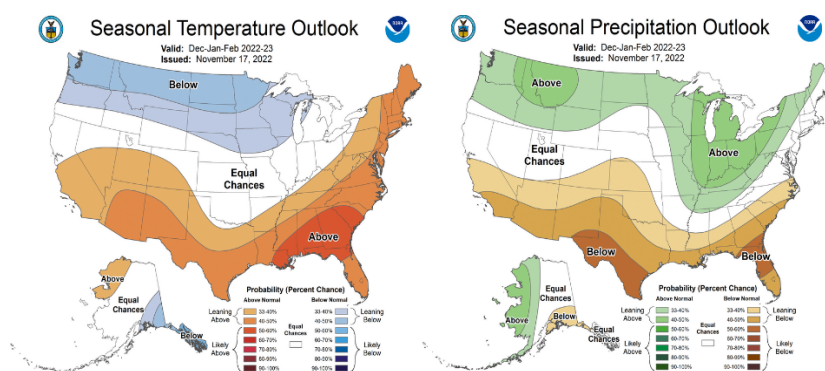 Seasonal Temperature Outlook
Valid: Dec-Jan-Feb 2022-23
Issued: November 17, 2022
Below
Equal
Chances
Above
Above
Equal
Chances
Below
Probability (Percent Chance)
Above Normal
Below Normal
Leaning
Above
33-40%
40-50%
50-60%
60-70%
70-80%
80-90%
90-100%
Likely
Above
Equal
Chances
33-40%
40-50%
50-60%
60-70%
70-80%
80-90%
90-100%
Leaning
Below
Likely
Below
Seasonal Precipitation Outlook
Valid: Dec-Jan-Feb 2022-23
Issued: November 17, 2022
Above
Above
Equal
Chances
Below
Below
Above
Equal
Chances
Below
Equal
Chances
Probability (Percent Chance)
Above Normal
Below Normal
Leaning
Above
33-40%
40-50%
50-60%
60-70%
70-80%
80-90%
90-100%
Likely
Above
Equal
Chances
33-40%
40-50%
50-60%
60-70%
70-80%
80-90%
90-100%
Leaning
Below
Likely
Below